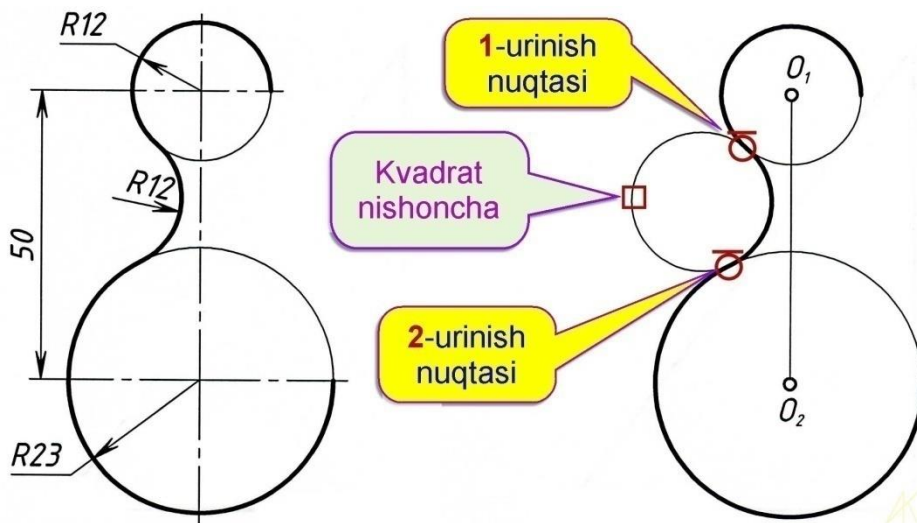 R12
50
R12
R23
1-urinish
nuqtasi
Kvadrat
nishoncha
2-urinish
nuqtasi
O1
O2